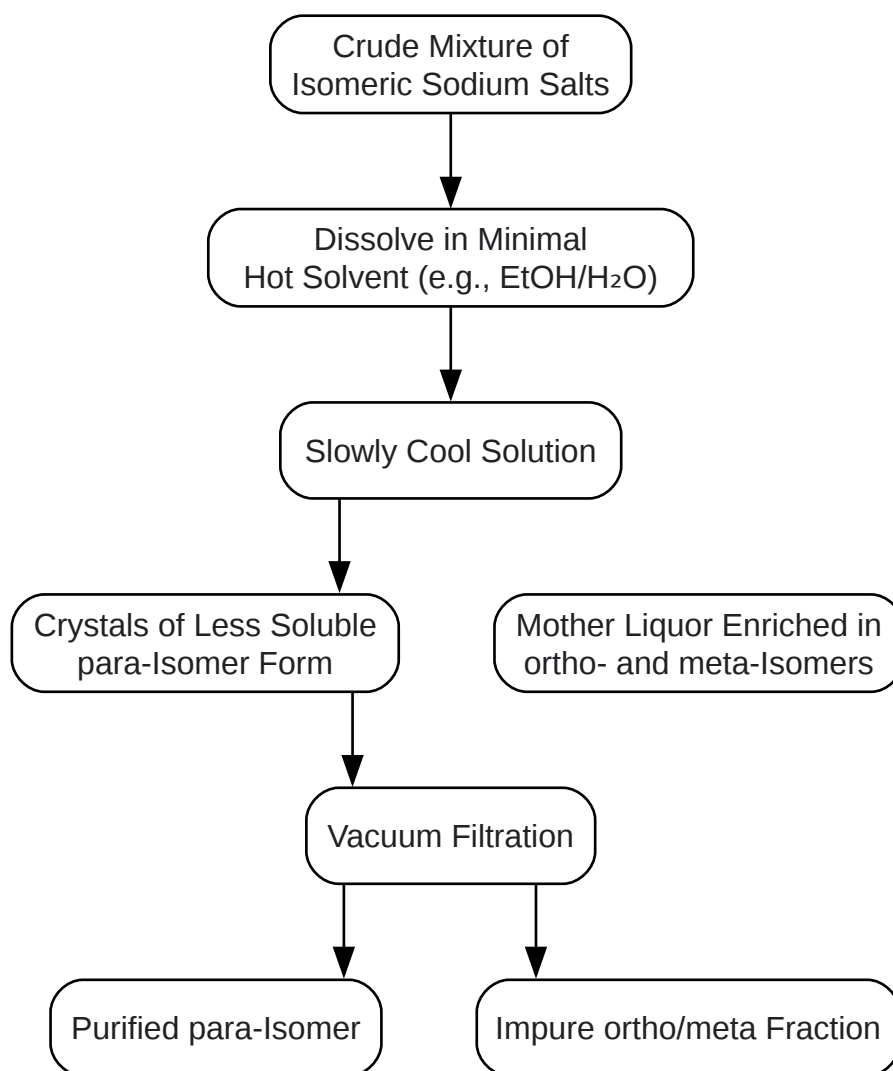 Crude Mixture of
Isomeric Sodium Salts
Dissolve in Minimal
Hot Solvent (e.g., EtOH/H₂O)
Slowly Cool Solution
Crystals of Less Soluble
para-Isomer Form
Mother Liquor Enriched in
ortho- and meta-Isomers
Vacuum Filtration
Purified para-Isomer
Impure ortho/meta Fraction